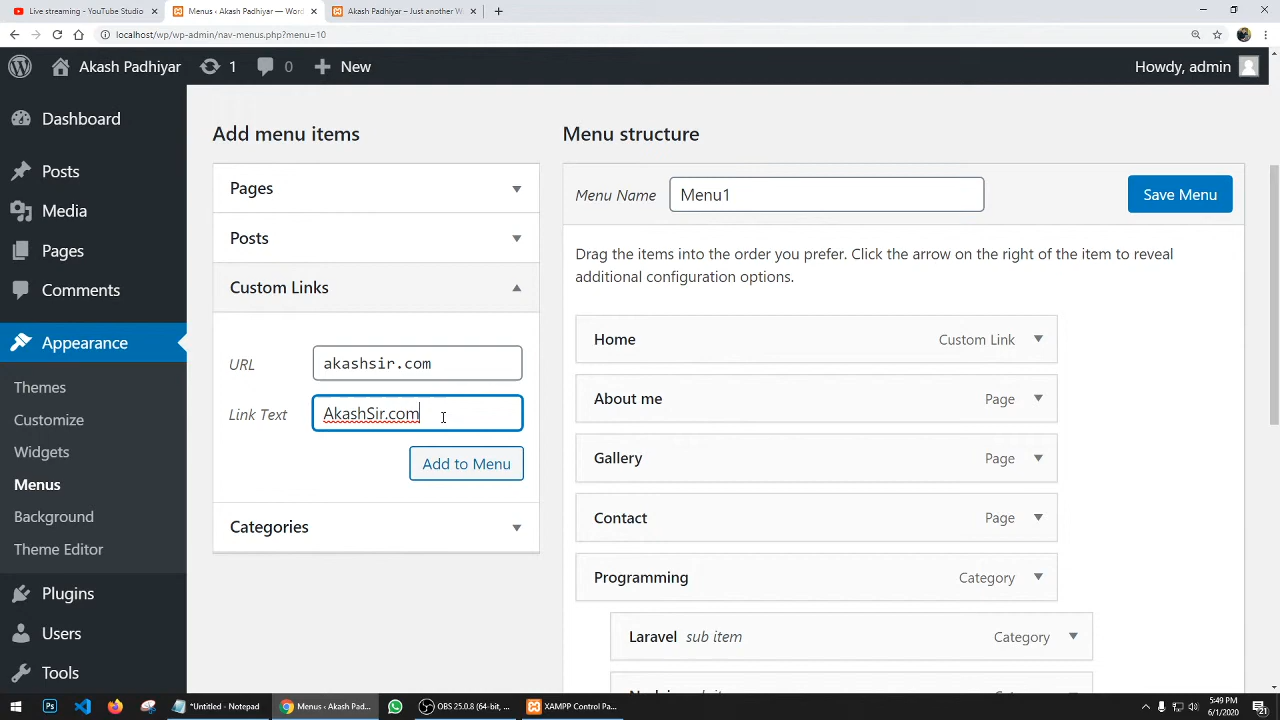 Live streaming - YouTube Studio
Menus ‹ Akash Padhiyar — Word
Akash Padhiyar – Just another W
localhost/wp/wp-admin/nav-menus.php?menu=10
Akash Padhiyar
1
0
New
Howdy, admin
Dashboard
Posts
Media
Pages
Comments
Appearance
Themes
Customize
Widgets
Menus
Background
Theme Editor
Plugins
Users
Tools
Add menu items
Pages
Posts
Custom Links
URL
akashsir.com
Link Text
AkashSir.com
Add to Menu
Categories
Menu structure
Menu Name
Menu1
Save Menu
Drag the items into the order you prefer. Click the arrow on the right of the item to reveal
additional configuration options.
Home
Custom Link
About me
Page
Gallery
Page
Contact
Page
Programming
Category
Laravel sub item
Category
*Untitled - Notepad
Menus ‹ Akash Pad...
OBS 25.0.8 (64-bit, ...
XAMPP Control Pa...
5:49 PM
6/1/2020